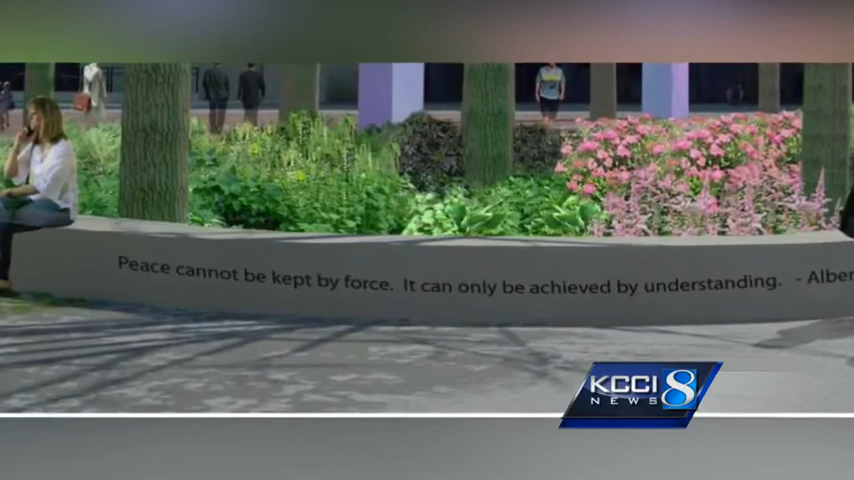 Peace cannot be kept by force. It can only be achieved by understanding. - Alber
KCCI 8
NEWS